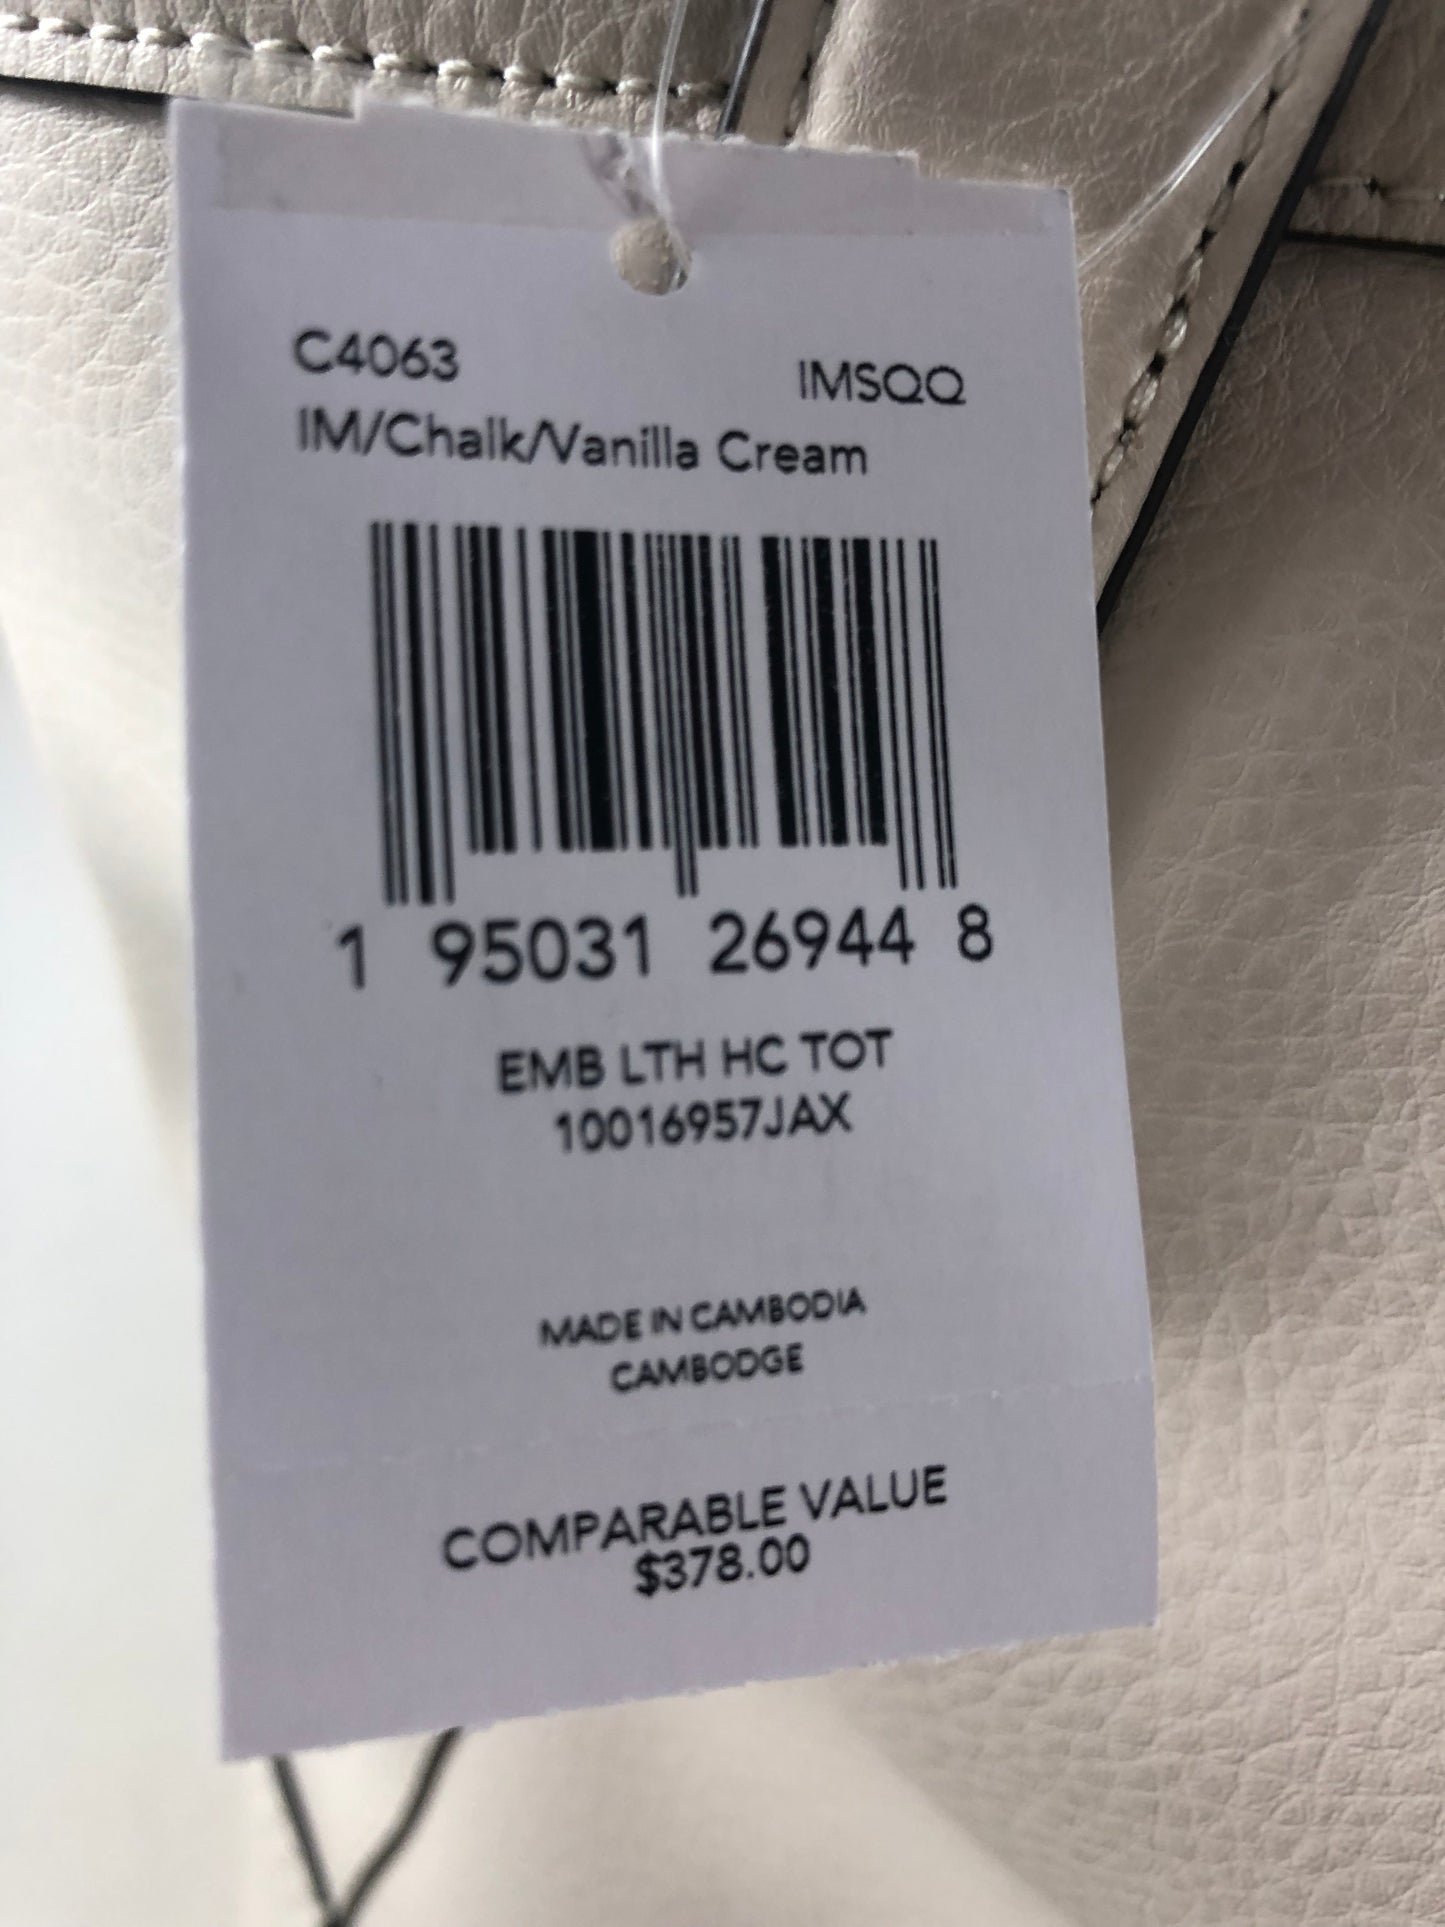 C4063 IMSQQ
IM/Chalk/Vanilla Cream
1 95031 26944 8
EMB LTH HC TOT
10016957JAX
MADE IN CAMBODIA
CAMBODGE
COMPARABLE VALUE
$378.00